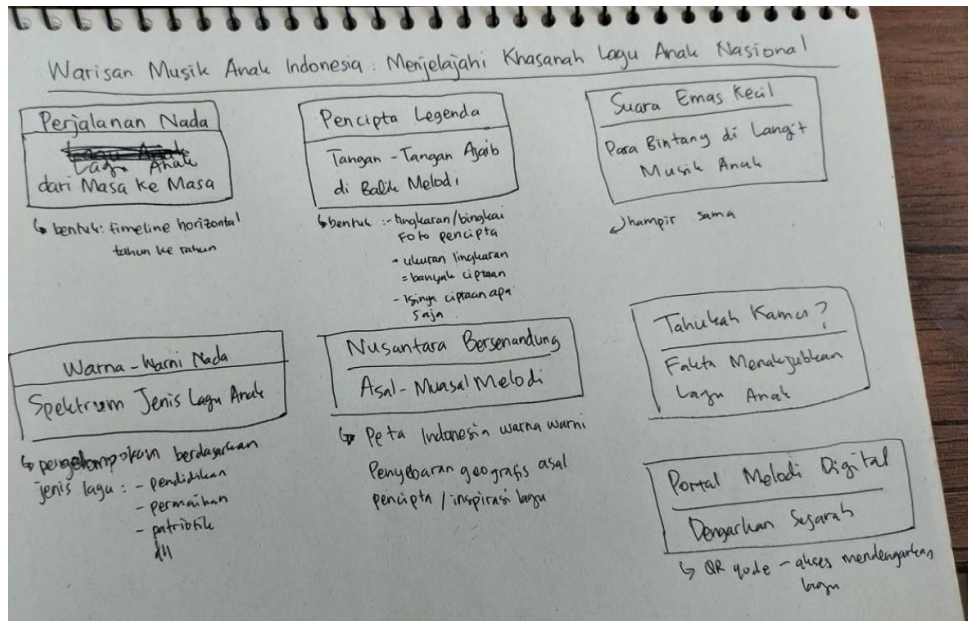 Warisan Musik Anak Indonesia : Menjelajahi Khasanah Lagu Anak Nasional
Perjalanan Nada
Lagu Anak
dari Masa ke Masa
↳ bentuk: timeline horizontal
tahun ke tahun
Pencipta Legenda
Tangan-Tangan Ajaib
di Balik Melodi
↳ bentuk :- lingkaran/bingkai
Foto pencipta
- ukuran lingkaran
= banyak ciptaan
- Isinya ciptaan apa
saja
Suara Emas Kecil
Para Bintang di Langit
Musik Anak
↳ hampir sama
Warna-Warni Nada
Spektrum Jenis Lagu Anak
↳ pengelompokan berdasarkan
jenis lagu : - pendidikan
- permainan
- patriotik
dll
Nusantara Bersenandung
Asal-Muasal Melodi
↳ Peta Indonesia warna warni
Penyebaran geografis asal
pencipta / inspirasi lagu
Tahukah Kamu?
Fakta Menakjubkan
Lagu Anak
Portal Melodi Digital
Dengarkan Sejarah
↳ QR qode - akses mendengarkan
lagu